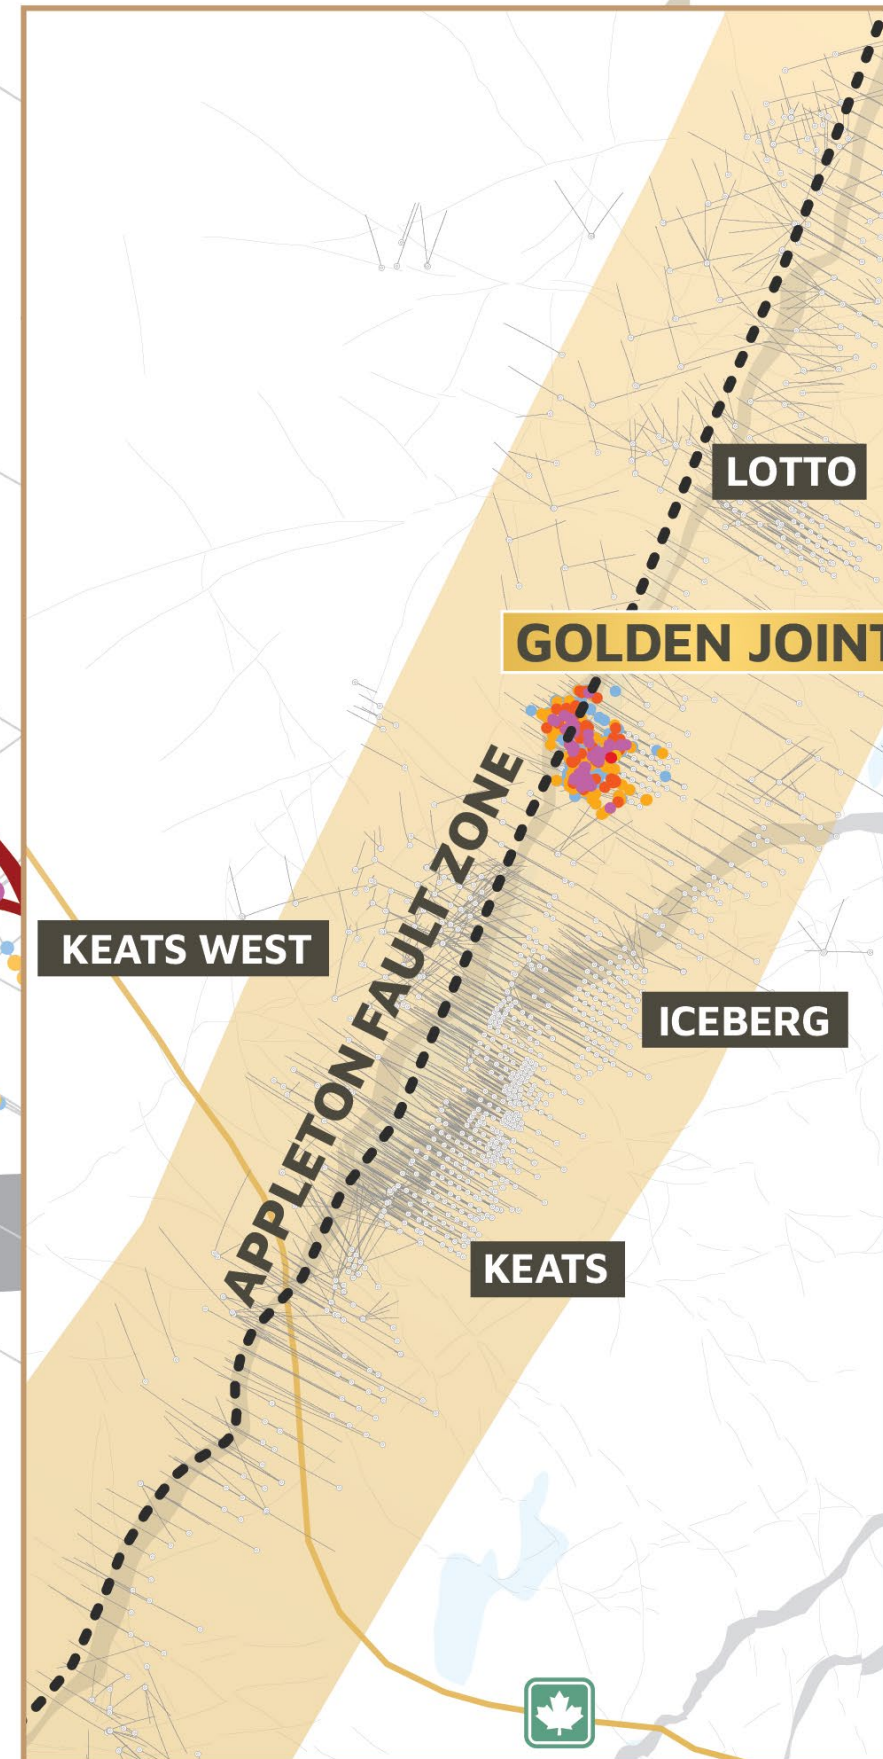 LOTTO
GOLDEN JOINT
APPLETON FAULT ZONE
KEATS WEST
ICEBERG
KEATS